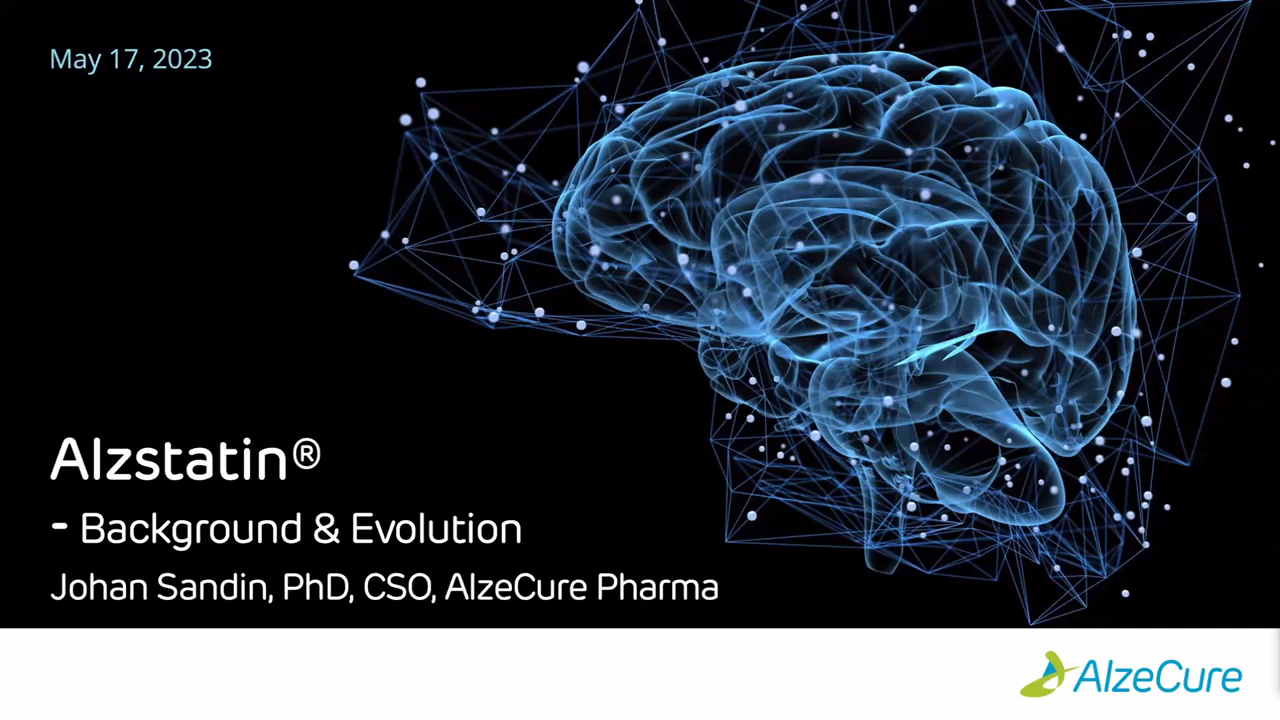 May 17, 2023
Alzstatin®
- Background & Evolution
Johan Sandin, PhD, CSO, AlzeCure Pharma
AlzeCure